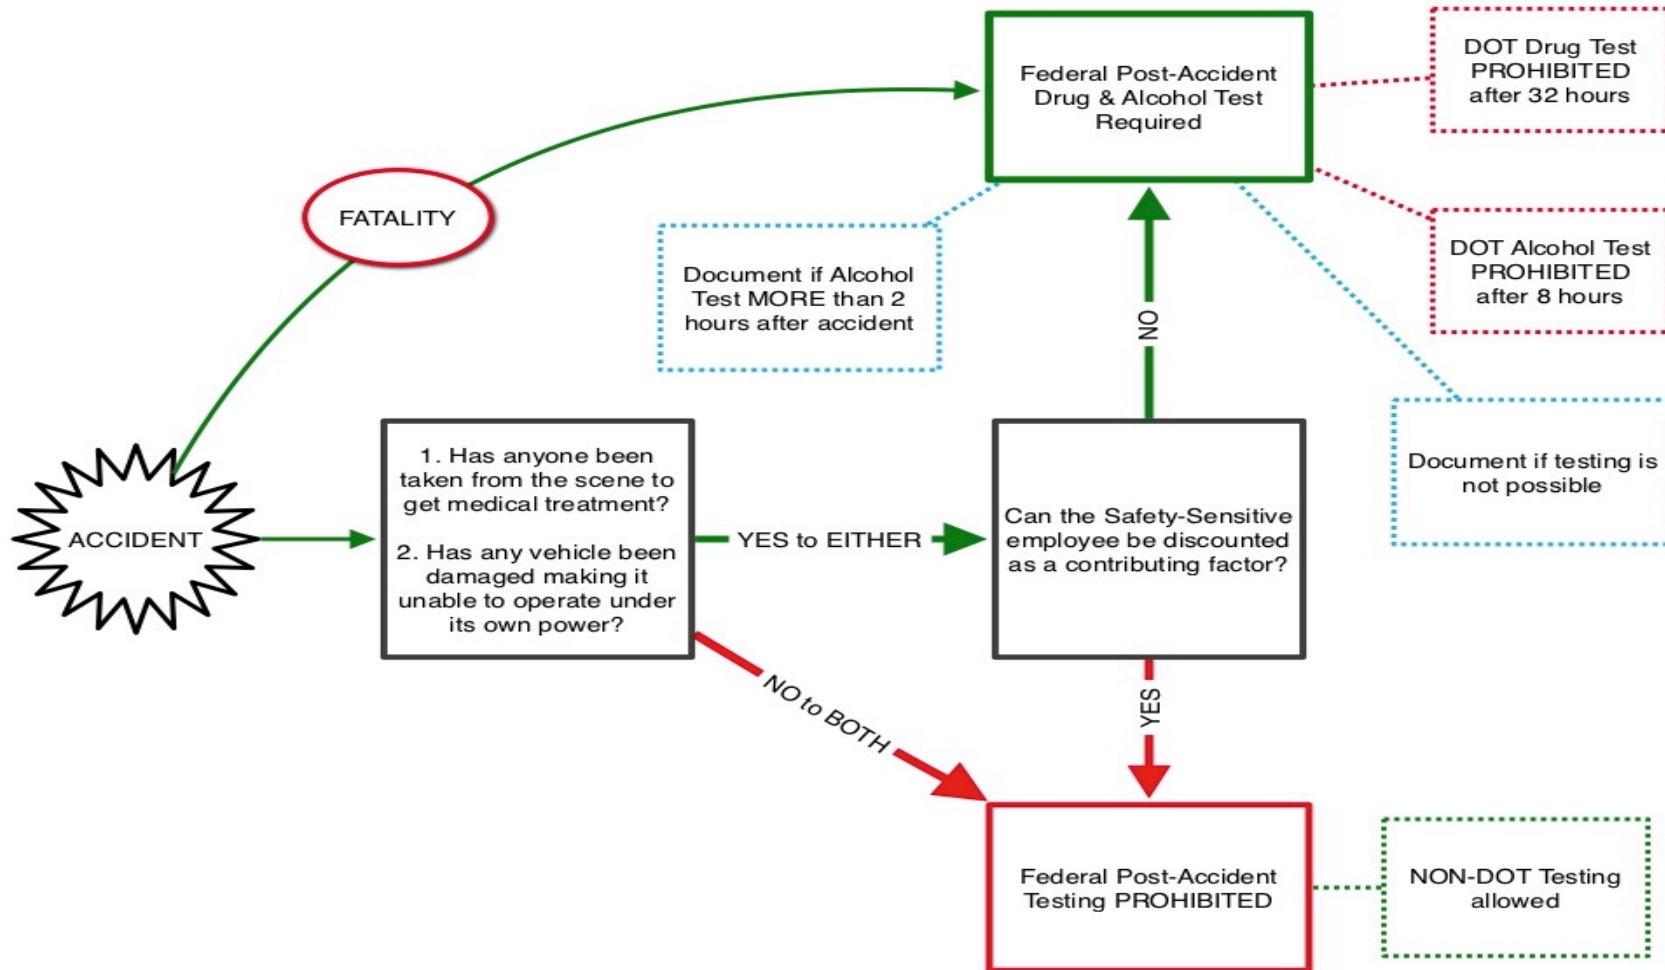 Federal Post-Accident
Drug & Alcohol Test
Required
DOT Drug Test
PROHIBITED
after 32 hours
FATALITY
Document if Alcohol
Test MORE than 2
hours after accident
DOT Alcohol Test
PROHIBITED
after 8 hours
NO
Document if testing is
not possible
ACCIDENT
1. Has anyone been
taken from the scene to
get medical treatment?
2. Has any vehicle been
damaged making it
unable to operate under
its own power?
YES to EITHER
Can the Safety-Sensitive
employee be discounted
as a contributing factor?
NO to BOTH
YES
Federal Post-Accident
Testing PROHIBITED
NON-DOT Testing
allowed